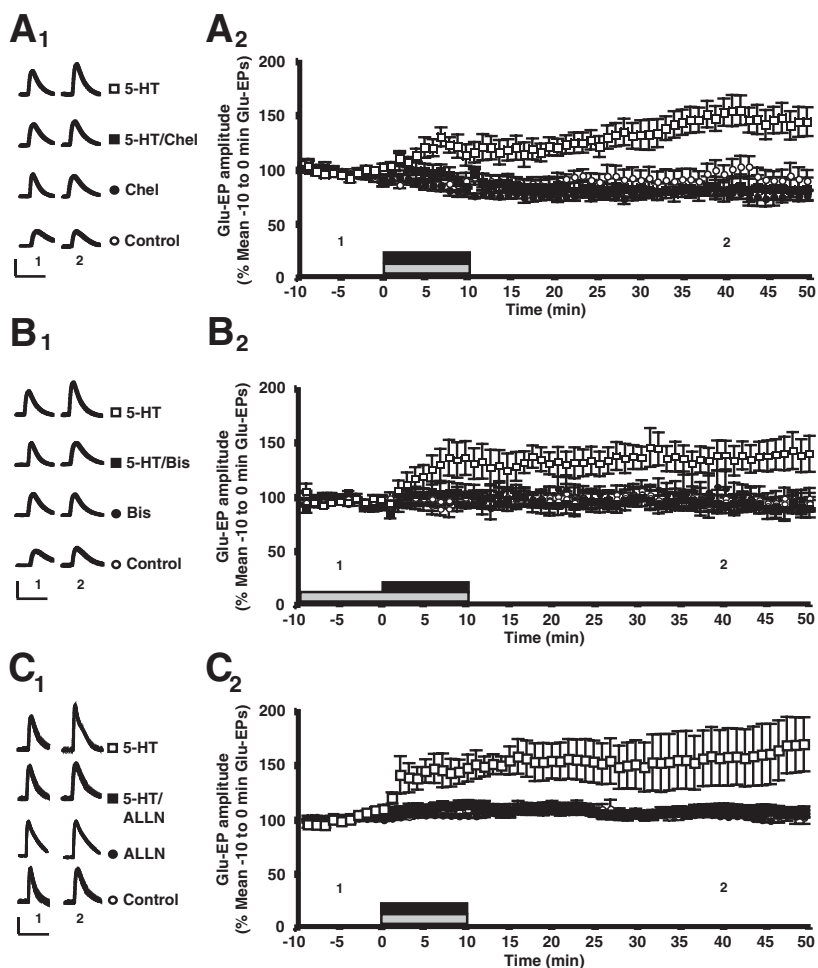 A1
5-HT
5-HT/Chel
Chel
Control
1 2
A2
Glu-EP amplitude
(% Mean -10 to 0 min Glu-EPs)
200
150
100
50
0
1 2
-10 -5 0 5 10 15 20 25 30 35 40 45 50
Time (min)
B1
5-HT
5-HT/Bis
Bis
Control
1 2
B2
Glu-EP amplitude
(% Mean -10 to 0 min Glu-EPs)
200
150
100
50
0
1 2
-10 -5 0 5 10 15 20 25 30 35 40 45 50
Time (min)
C1
5-HT
5-HT/
ALLN
ALLN
Control
1 2
C2
Glu-EP amplitude
(% Mean -10 to 0 min Glu-EPs)
200
150
100
50
0
1 2
-10 -5 0 5 10 15 20 25 30 35 40 45 50
Time (min)